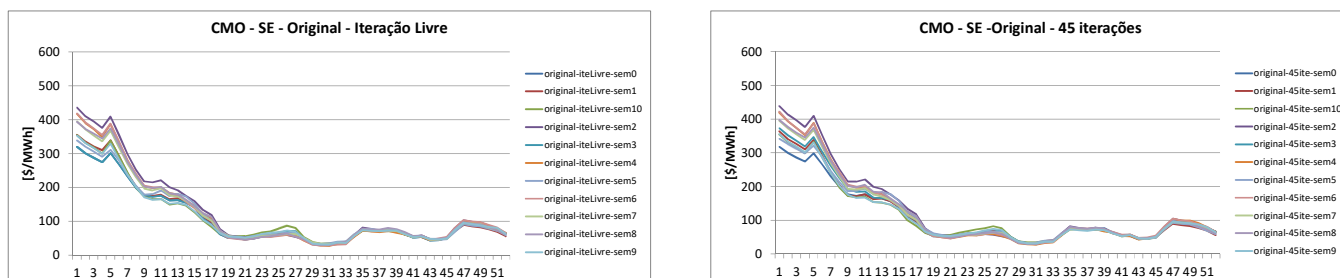 CMO - SE - Original - Iteração Livre
[$/MWh]
600
500
400
300
200
100
0
1 3 5 7 9 11 13 15 17 19 21 23 25 27 29 31 33 35 37 39 41 43 45 47 49 51
original-iteLivre-sem0
original-iteLivre-sem1
original-iteLivre-sem10
original-iteLivre-sem2
original-iteLivre-sem3
original-iteLivre-sem4
original-iteLivre-sem5
original-iteLivre-sem6
original-iteLivre-sem7
original-iteLivre-sem8
original-iteLivre-sem9
CMO - SE -Original - 45 iterações
[$/MWh]
600
500
400
300
200
100
0
1 3 5 7 9 11 13 15 17 19 21 23 25 27 29 31 33 35 37 39 41 43 45 47 49 51
original-45ite-sem0
original-45ite-sem1
original-45ite-sem10
original-45ite-sem2
original-45ite-sem3
original-45ite-sem4
original-45ite-sem5
original-45ite-sem6
original-45ite-sem7
original-45ite-sem8
original-45ite-sem9